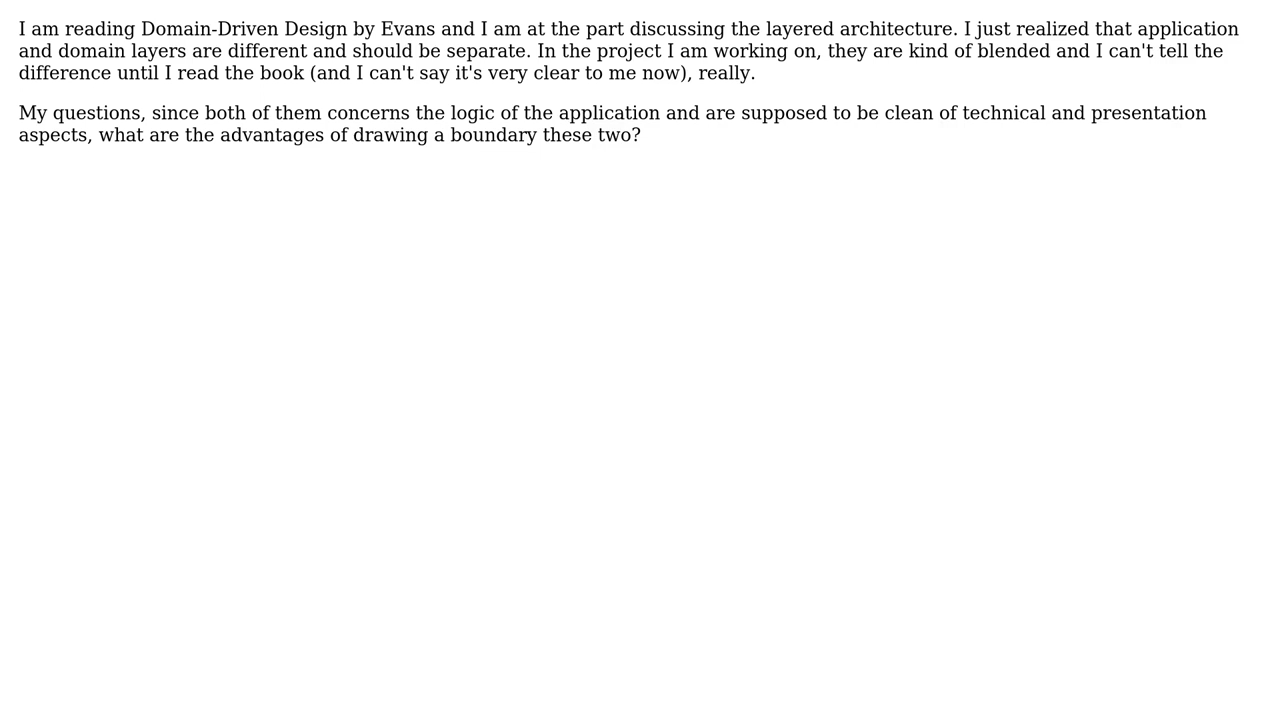 I am reading Domain-Driven Design by Evans and I am at the part discussing the layered architecture. I just realized that application
and domain layers are different and should be separate. In the project I am working on, they are kind of blended and I can't tell the
difference until I read the book (and I can't say it's very clear to me now), really.
My questions, since both of them concerns the logic of the application and are supposed to be clean of technical and presentation
aspects, what are the advantages of drawing a boundary these two?